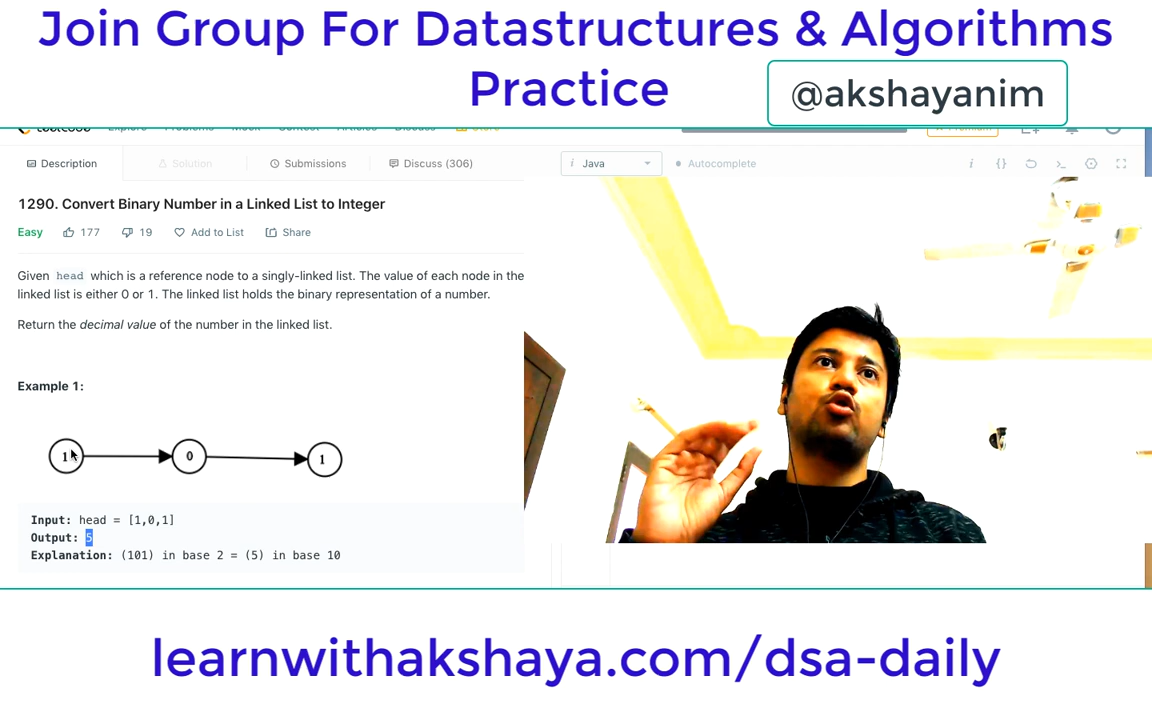 Join Group For Datastructures & Algorithms
Practice
@akshayanim
Description
Solution
Submissions
Discuss (306)
i Java
Autocomplete
1290. Convert Binary Number in a Linked List to Integer
Easy 177 19 Add to List Share
Given head which is a reference node to a singly-linked list. The value of each node in the
linked list is either 0 or 1. The linked list holds the binary representation of a number.
Return the decimal value of the number in the linked list.
Example 1:
1 0 1
Input: head = [1,0,1]
Output: 5
Explanation: (101) in base 2 = (5) in base 10
learnwithakshaya.com/dsa-daily